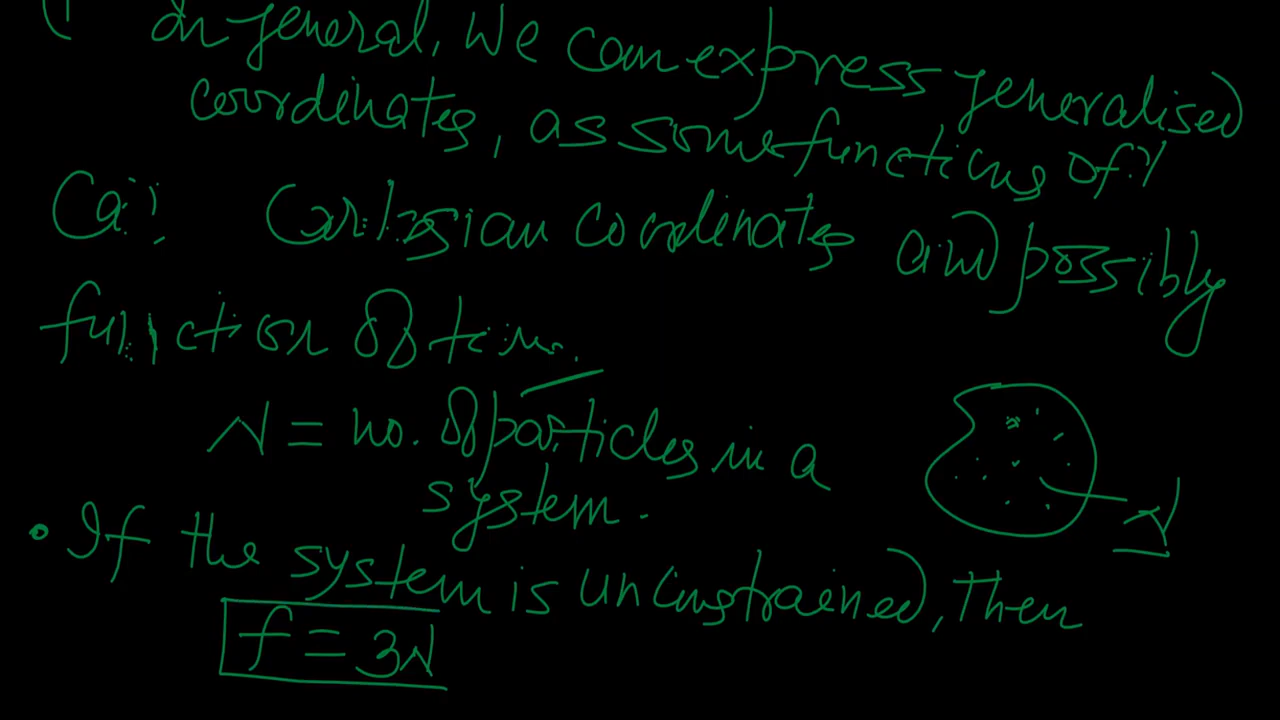 In general, we can express generalised
coordinates, as some functions of
Ca Cartesian coordinates and possibly
function of time.
N = no. of particles in a
system.
N
• If the system is unconstrained, then
f = 3N